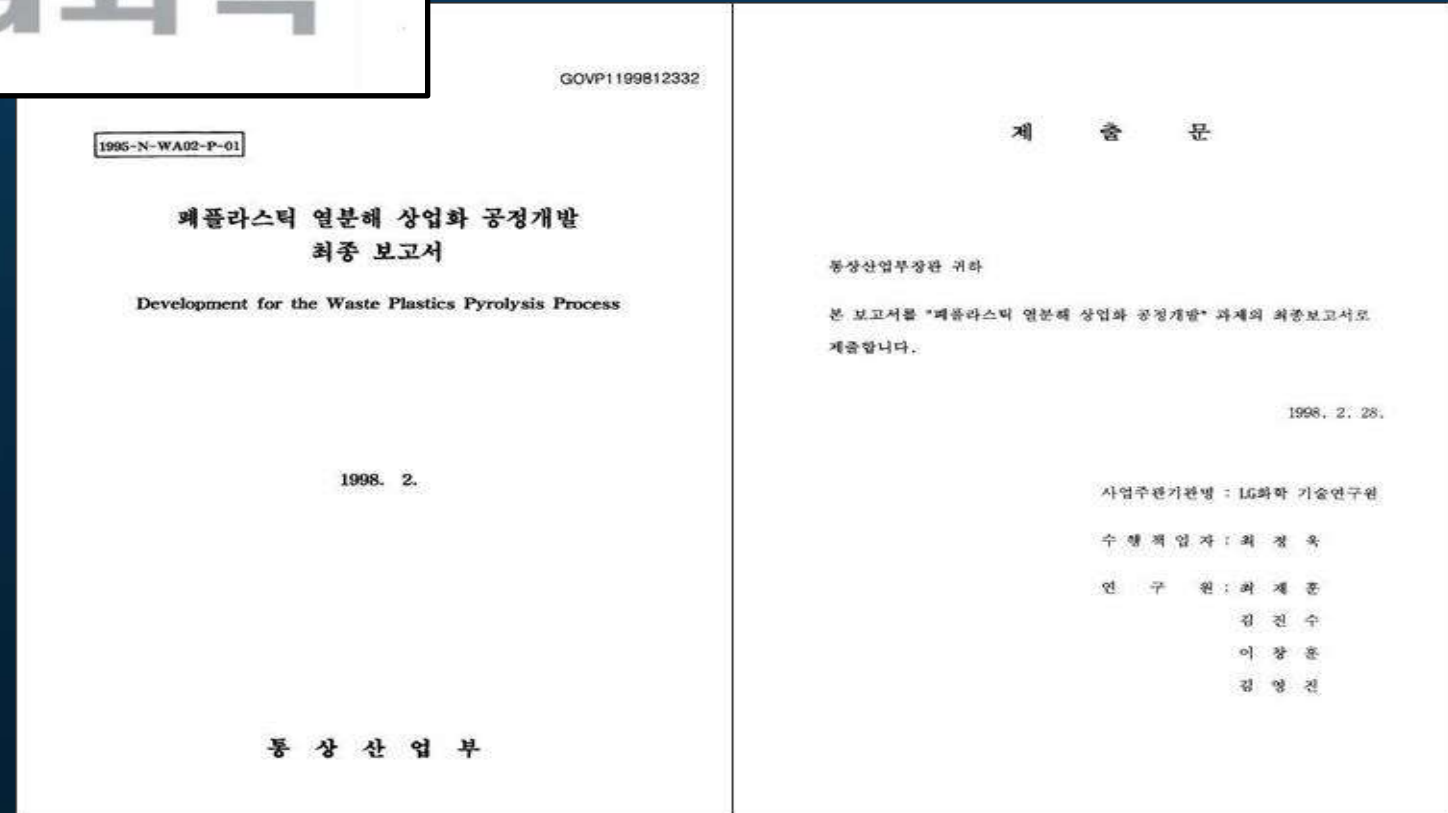 GOVP1199812332
1995-N-WA02-P-01
폐플라스틱 열분해 상업화 공정개발
최종 보고서
Development for the Waste Plastics Pyrolysis Process
1998. 2.
통 상 산 업 부
제 출 문
통상산업부장관 귀하
본 보고서를 "폐플라스틱 열분해 상업화 공정개발" 과제의 최종보고서로
제출합니다.
1998. 2. 28.
사업주관기관명 : LG화학 기술연구원
수 행 책 임 자 : 최 정 욱
연 구 원 : 최 재 훈
김 진 수
이 창 훈
김 영 진